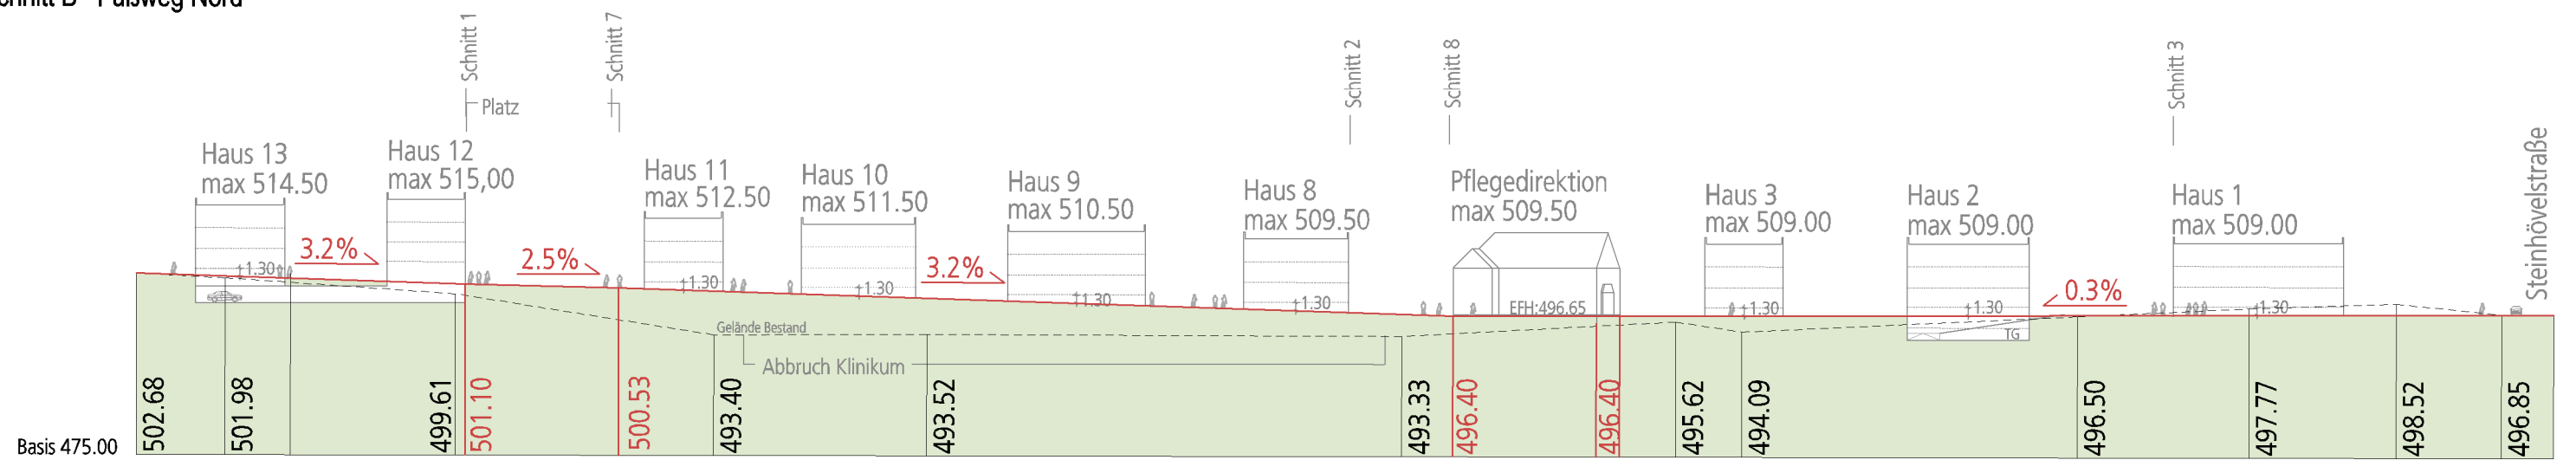 Schnitt 1
Schnitt 7
Schnitt 2
Schnitt 8
Schnitt 3
Platz
Haus 13
max 514.50
Haus 12
max 515,00
Haus 11
max 512.50
Haus 10
max 511.50
Haus 9
max 510.50
Haus 8
max 509.50
Pflegedirektion
max 509.50
Haus 3
max 509.00
Haus 2
max 509.00
Haus 1
max 509.00
Steinhövelstraße
3.2%
2.5%
3.2%
0.3%
1.30
1.30
1.30
1.30
1.30
EFH:496.65
1.30
1.30
1.30
TG
Gelände Bestand
Abbruch Klinikum
Basis 475.00
502.68
501.98
499.61
501.10
500.53
493.40
493.52
493.33
496.40
496.40
495.62
494.09
496.50
497.77
498.52
496.85